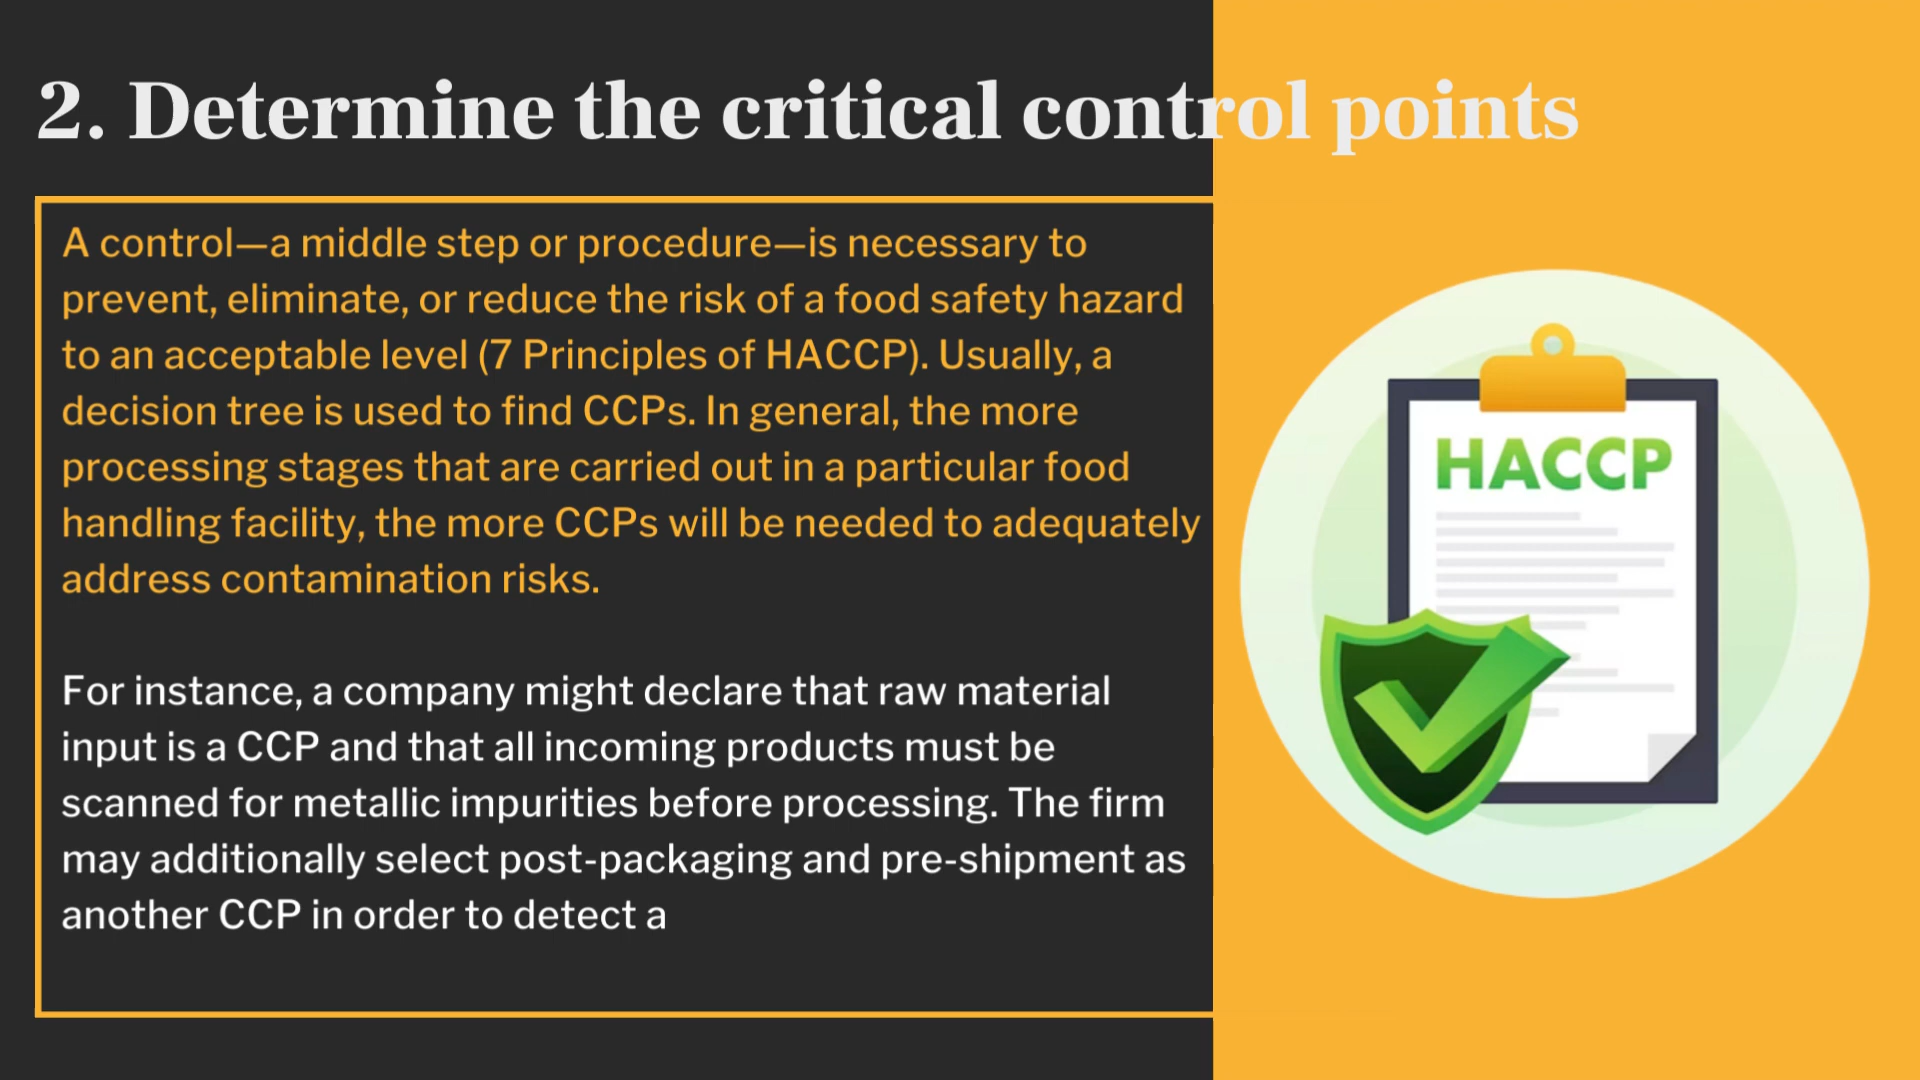 2. Determine the critical control points
A control—a middle step or procedure—is necessary to
prevent, eliminate, or reduce the risk of a food safety hazard
to an acceptable level (7 Principles of HACCP). Usually, a
decision tree is used to find CCPs. In general, the more
processing stages that are carried out in a particular food
handling facility, the more CCPs will be needed to adequately
address contamination risks.
For instance, a company might declare that raw material
input is a CCP and that all incoming products must be
scanned for metallic impurities before processing. The firm
may additionally select post-packaging and pre-shipment as
another CCP in order to detect a
HACCP